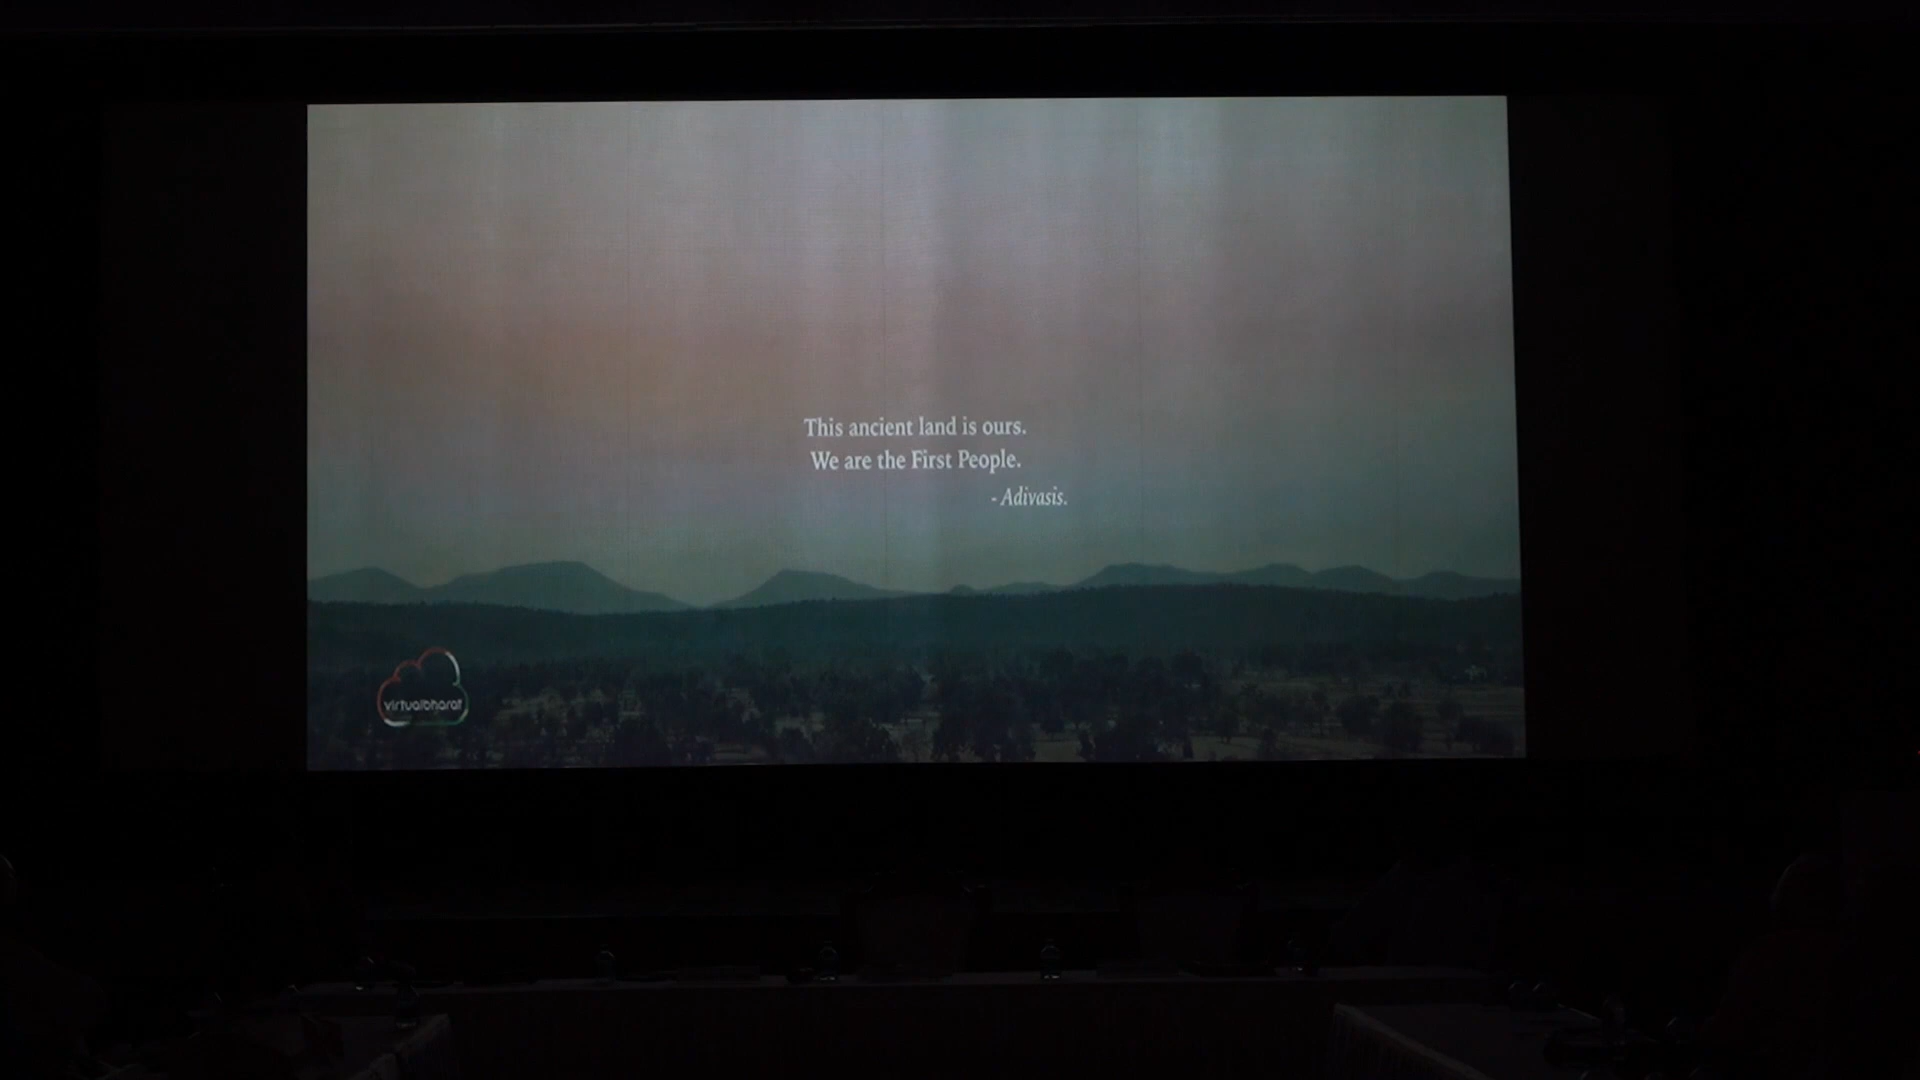 This ancient land is ours.
We are the First People.
- Adivasis.
virtualbharat